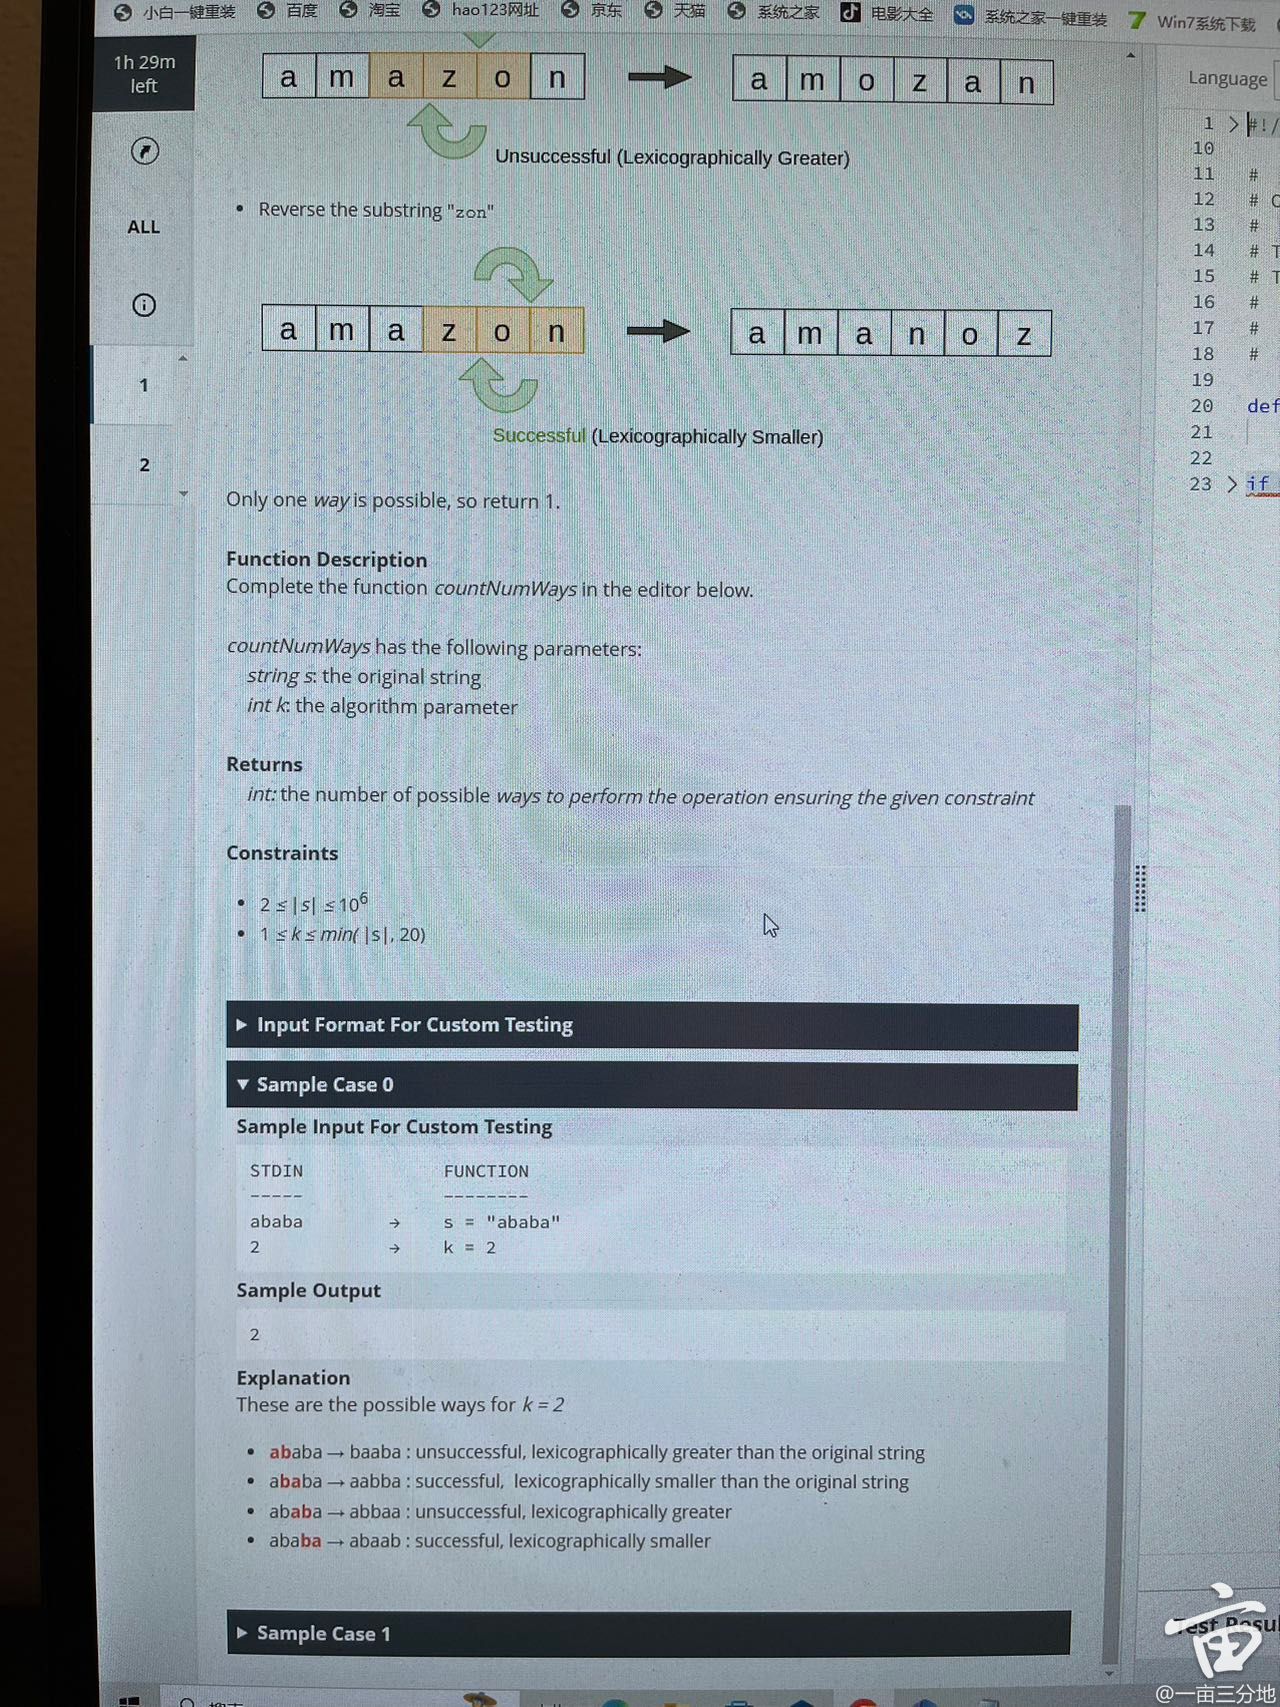 小白一键重装 百度 淘宝 hao123网址 京东 天猫 系统之家 电影大全 系统之家一键重装 Win7系统下载
1h 29m
left
ALL
1
2
a m a z o n a m o z a n
Unsuccessful (Lexicographically Greater)
• Reverse the substring "zon"
a m a z o n a m a n o z
Successful (Lexicographically Smaller)
Only one way is possible, so return 1.
Function Description
Complete the function countNumWays in the editor below.
countNumWays has the following parameters:
string s: the original string
int k: the algorithm parameter
Returns
int: the number of possible ways to perform the operation ensuring the given constraint
Constraints
• 2 ≤ |s| ≤ 10⁶
• 1 ≤ k ≤ min( |s|, 20)
Input Format For Custom Testing
Sample Case 0
Sample Input For Custom Testing
STDIN FUNCTION
----- --------
ababa → s = "ababa"
2 → k = 2
Sample Output
2
Explanation
These are the possible ways for k = 2
• ababa → baaba : unsuccessful, lexicographically greater than the original string
• ababa → aabba : successful, lexicographically smaller than the original string
• ababa → abbaa : unsuccessful, lexicographically greater
• ababa → abaab : successful, lexicographically smaller
Sample Case 1
Language
1 #!/
10
11 #
12 #
13 #
14 # T
15 # T
16 #
17 #
18 #
19
20 def
21
22
23 if
Test
亩
@一亩三分地